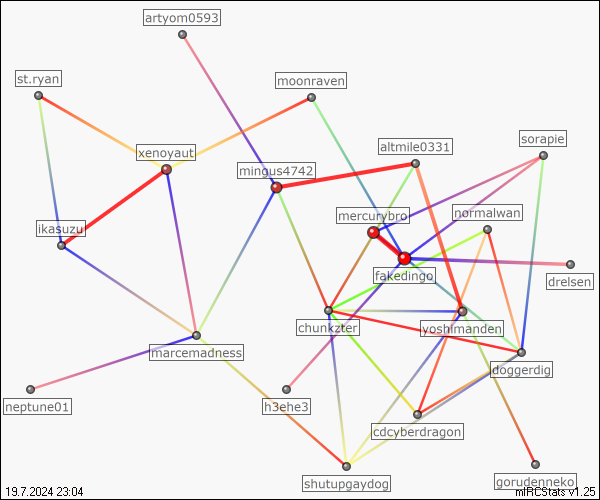 artyom0593
st.ryan
moonraven
sorapie
altmile0331
xenoyaut
mingus4742
mercurybro
normalwan
ikasuzu
fakedingo
drelsen
chunkzter
yoshimanden
marcemadness
doggerdig
neptune01
h3ehe3
cdcyberdragon
shutupgaydog
gorudenneko
19.7.2024 23:04
mIRCStats v1.25